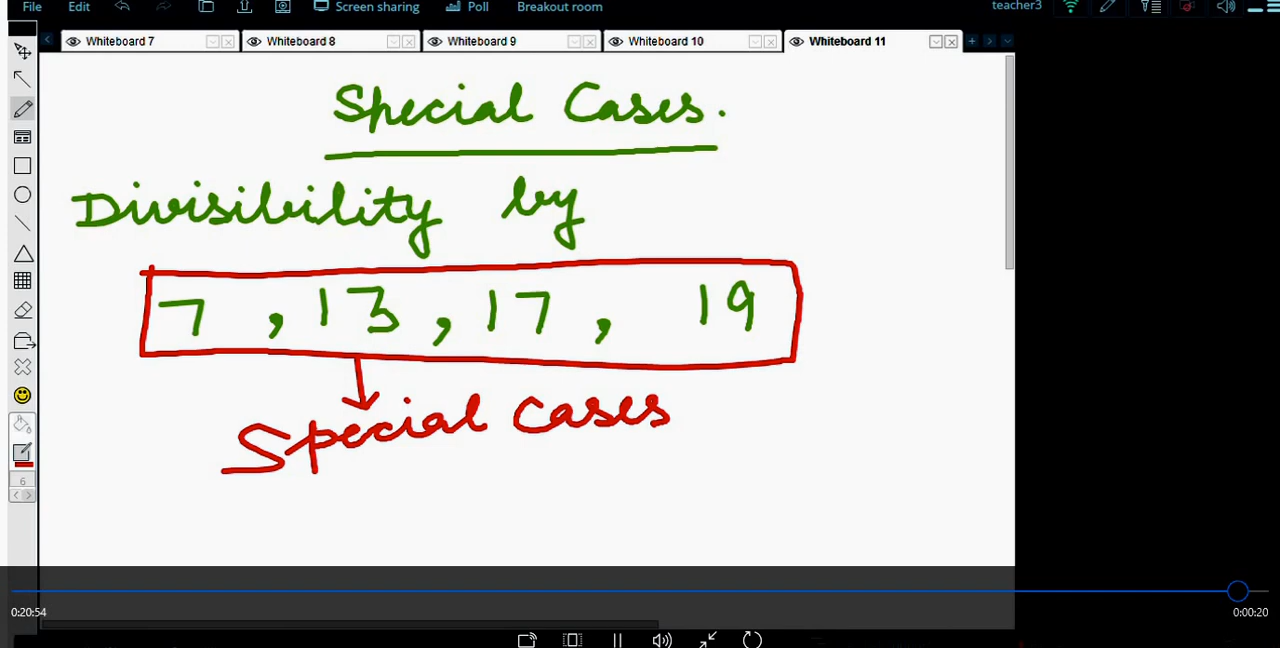 File Edit Screen sharing Poll Breakout room teacher3
Whiteboard 7 Whiteboard 8 Whiteboard 9 Whiteboard 10 Whiteboard 11
Special Cases.
Divisibility by
7 , 13 , 17 , 19
Special Cases
6
0:20:54 0:00:20